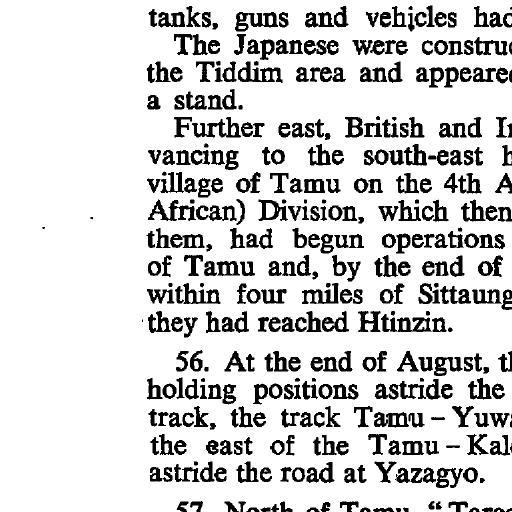 tanks, guns and vehicles had
The Japanese were construc
the Tiddim area and appeared
a stand.
Further east, British and In
vancing to the south-east h
village of Tamu on the 4th A
African) Division, which then
them, had begun operations
of Tamu and, by the end of
within four miles of Sittaung
they had reached Htinzin.
56. At the end of August, th
holding positions astride the
track, the track Tamu – Yuwa
the east of the Tamu – Kale
astride the road at Yazagyo.
57. North of Tamu, "